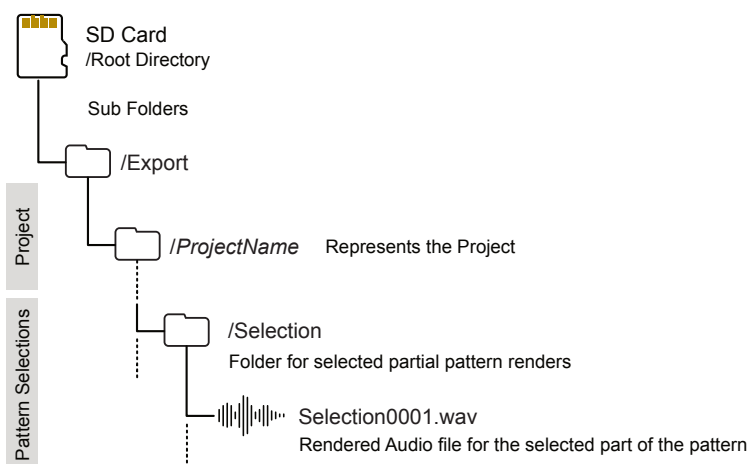 SD Card
/Root Directory
Sub Folders
/Export
Project
/ProjectName Represents the Project
Pattern Selections
/Selection
Folder for selected partial pattern renders
Selection0001.wav
Rendered Audio file for the selected part of the pattern